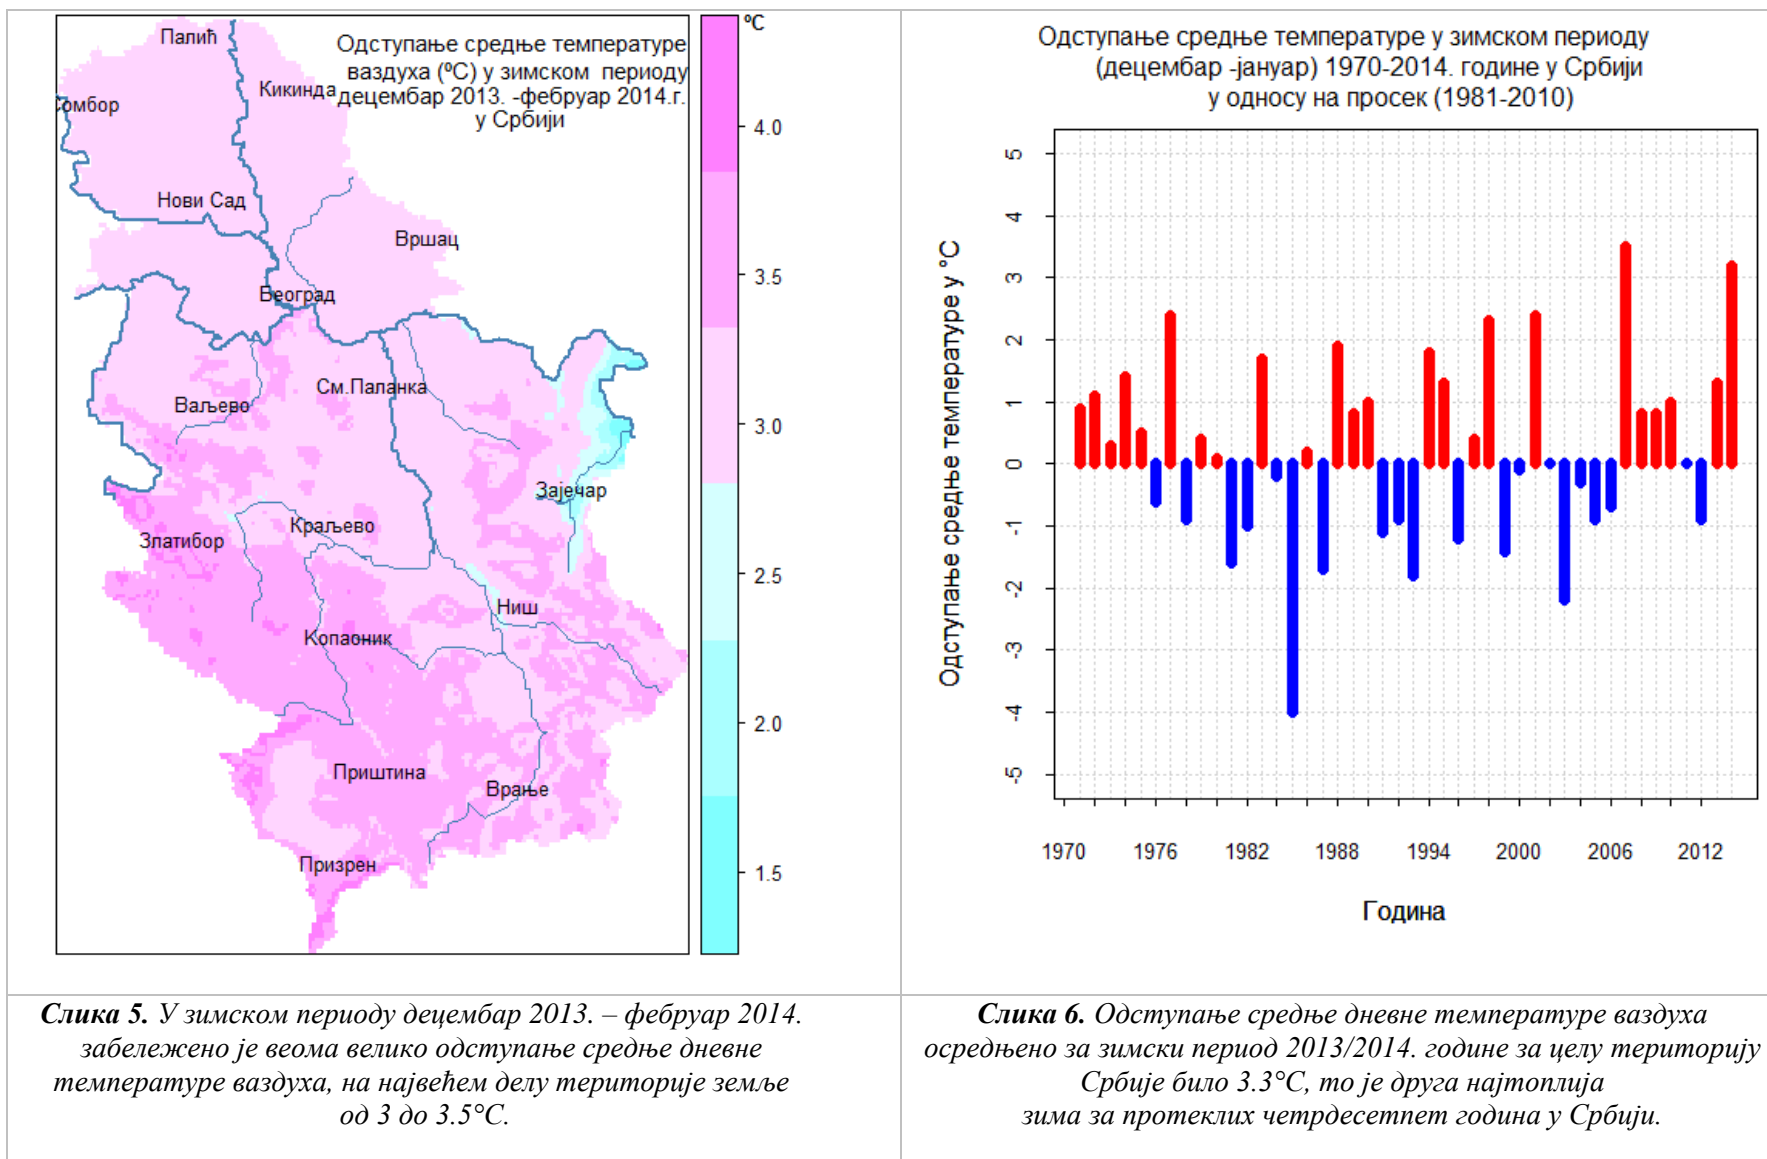 Палић
Одступање средње температуре
ваздуха (ºС) у зимском периоду
децембар 2013. -фебруар 2014.г.
у Србији
Кикинда
Сомбор
Нови Сад
Вршац
Београд
См.Паланка
Ваљево
Зајечар
Краљево
Златибор
Ниш
Копаоник
Приштина
Врање
Призрен
ºC
4.0
3.5
3.0
2.5
2.0
1.5
Одступање средње температуре у зимском периоду
(децембар -јануар) 1970-2014. године у Србији
у односу на просек (1981-2010)
Одступање средње температуре у °C
5
4
3
2
1
0
-1
-2
-3
-4
-5
1970 1976 1982 1988 1994 2000 2006 2012
Година
Слика 5. У зимском периоду децембар 2013. – фебруар 2014.
забележено је веома велико одступање средње дневне
температуре ваздуха, на највећем делу територије земље
од 3 до 3.5°С.
Слика 6. Одступање средње дневне температуре ваздуха
осредњено за зимски период 2013/2014. године за целу територију
Србије било 3.3°С, то је друга најтоплија
зима за протеклих четрдесетпет година у Србији.